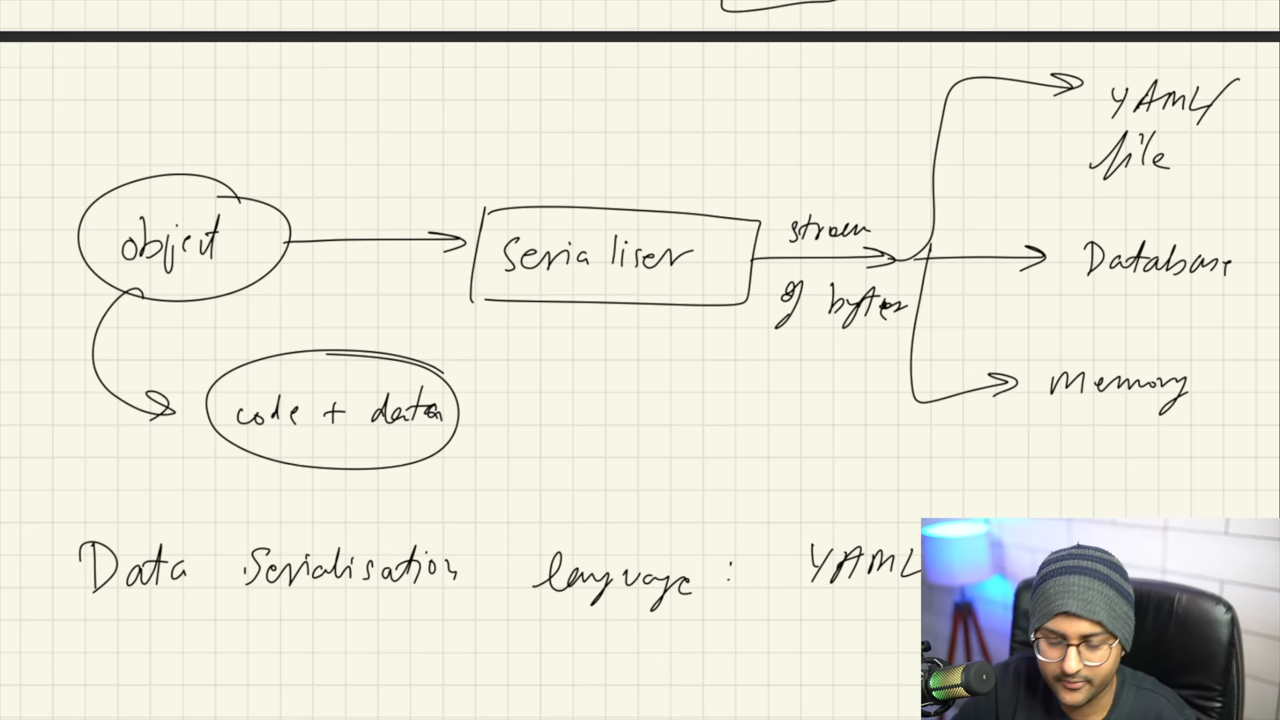 YAML
file
object
Serialiser
stream
of bytes
Database
Memory
code + data
Data Serialisation language : YAML